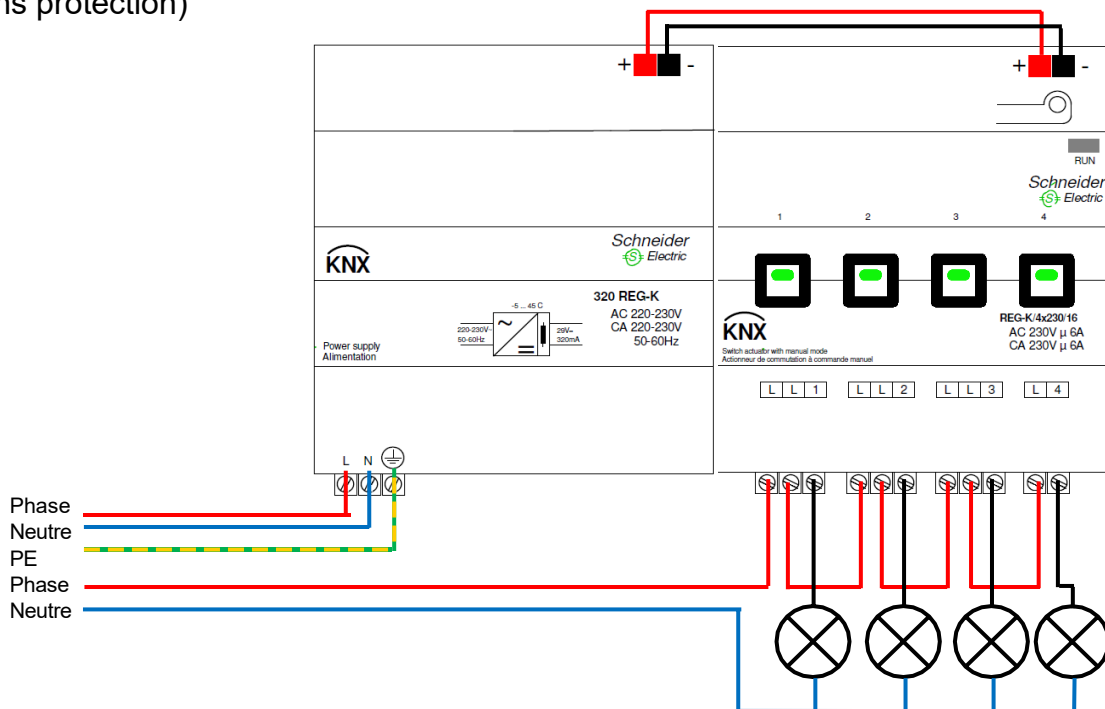 ns protection)
+ -
+ -
RUN
Schneider
Electric
1 2 3 4
KNX
Schneider
Electric
-5 ... 45 C
220-230V~
50-60Hz
29V=
320mA
320 REG-K
AC 220-230V
CA 220-230V
50-60Hz
Power supply
Alimentation
KNX
REG-K/4x230/16
AC 230V µ 6A
CA 230V µ 6A
Switch actuator with manual mode
Actionneur de commutation à commande manuel
L L 1 L L 2 L L 3 L 4
L N
Phase
Neutre
PE
Phase
Neutre